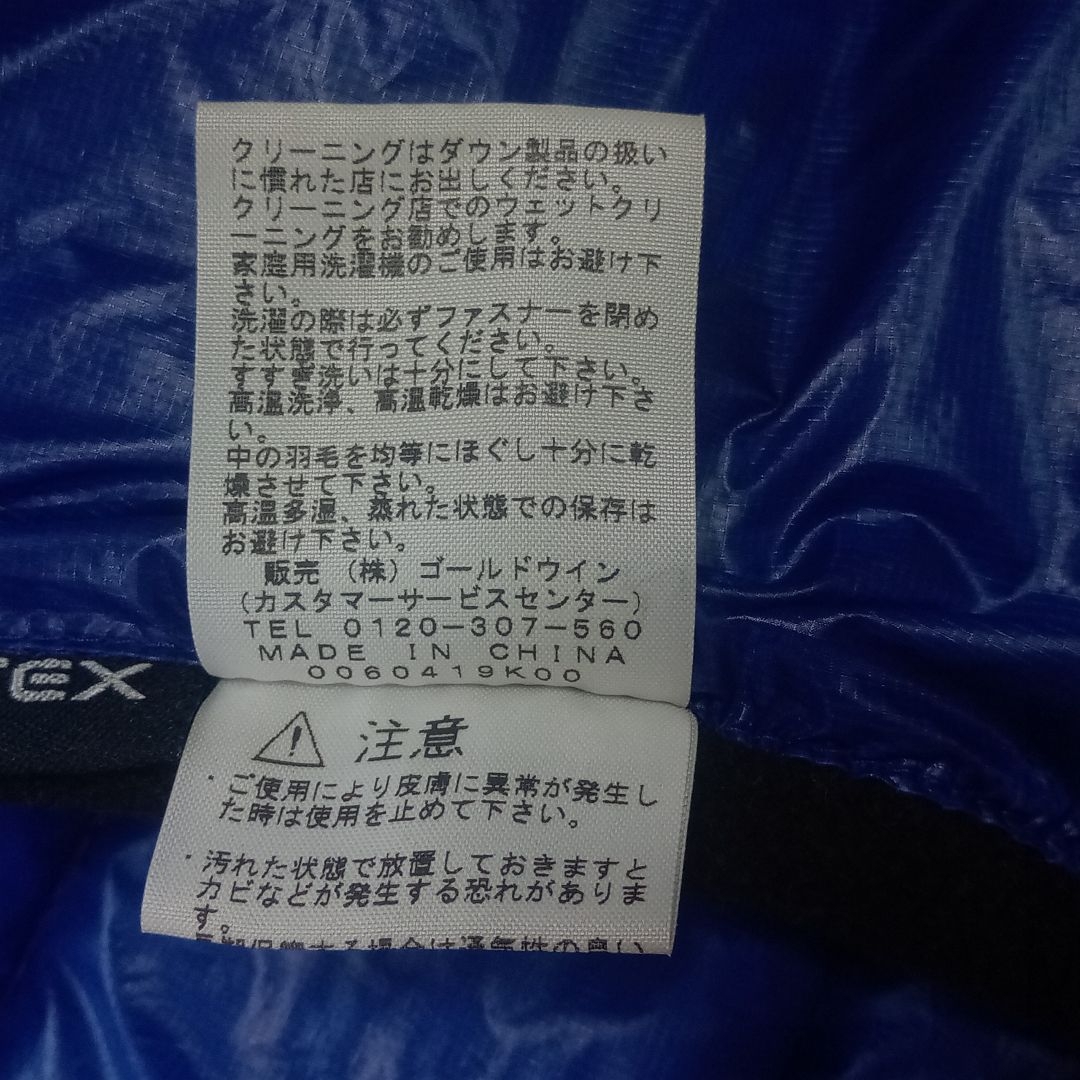 クリーニングはダウン製品の扱い
に慣れた店にお出しください。
クリーニング店でのウェットクリ
ーニングをお勧めします。
家庭用洗濯機のご使用はお避け下
さい。
洗濯の際は必ずファスナーを閉め
た状態で行ってください。
すすぎ洗いは十分にして下さい。
高温洗浄、高温乾燥はお避け下さ
い。
中の羽毛を均等にほぐし十分に乾
燥させて下さい。
高温多湿、蒸れた状態での保存は
お避け下さい。
販売 (株) ゴールドウイン
(カスタマーサービスセンター)
TEL 0120-307-560
MADE IN CHINA
0060419K00
注意
・ご使用により皮膚に異常が発生し
た時は使用を止めて下さい。
・汚れた状態で放置しておきますと
カビなどが発生する恐れがありま
す。
する場合は通気性の良い